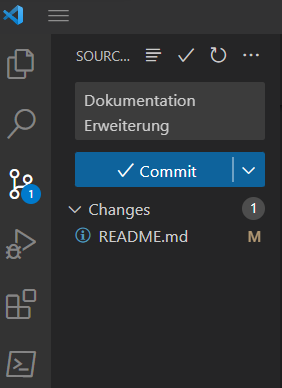 SOURC...
Dokumentation
Erweiterung
Commit
Changes 1
README.md M
1